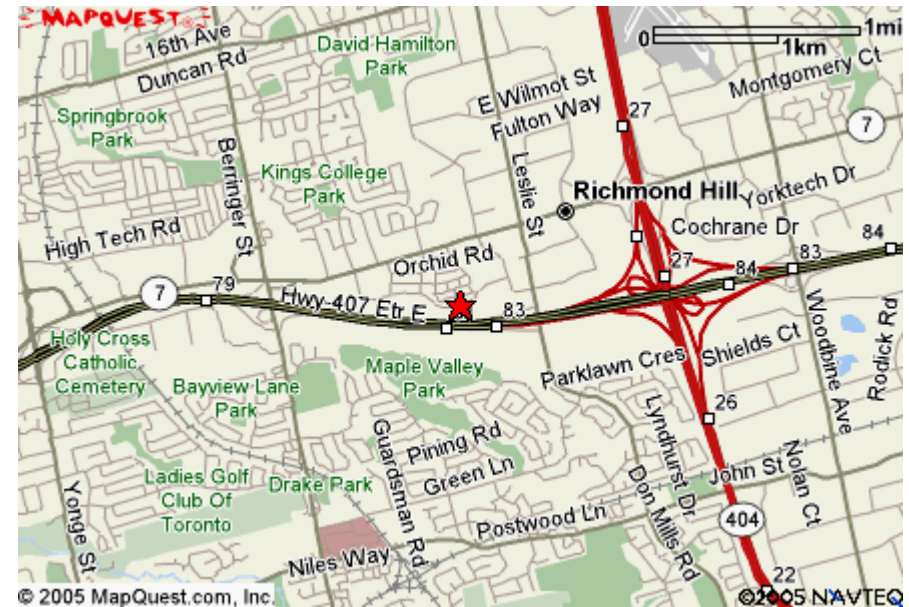 MAPQUEST
0
1mi
1km
16th Ave
Duncan Rd
David Hamilton
Park
Montgomery Ct
E Wilmot St
Fulton Way
27
7
Springbrook
Park
Berringer St
Kings College
Park
Leslie St
Richmond Hill
Yorktech Dr
Cochrane Dr
High Tech Rd
Orchid Rd
84
83
27
84
7
79
Hwy-407 Etr E
83
Holy Cross
Catholic
Cemetery
Bayview Lane
Park
Maple Valley
Park
Parklawn Cres
Shields Ct
Woodbine Ave
Rodick Rd
26
Guardsman Rd
Pining Rd
Green Ln
Lyndhurst Dr
Don Mills Rd
John St
Nolan Ct
Ladies Golf
Club Of
Toronto
Drake Park
Yonge St
Postwood Ln
404
Niles Way
22
© 2005 MapQuest.com, Inc.
©2005 NAVTEQ